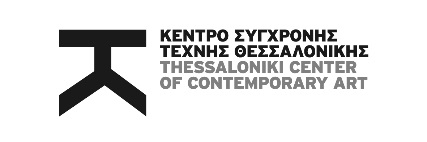 ΚΕΝΤΡΟ ΣΥΓΧΡΟΝΗΣ
ΤΕΧΝΗΣ ΘΕΣΣΑΛΟΝΙΚΗΣ
THESSALONIKI CENTER
OF CONTEMPORARY ART